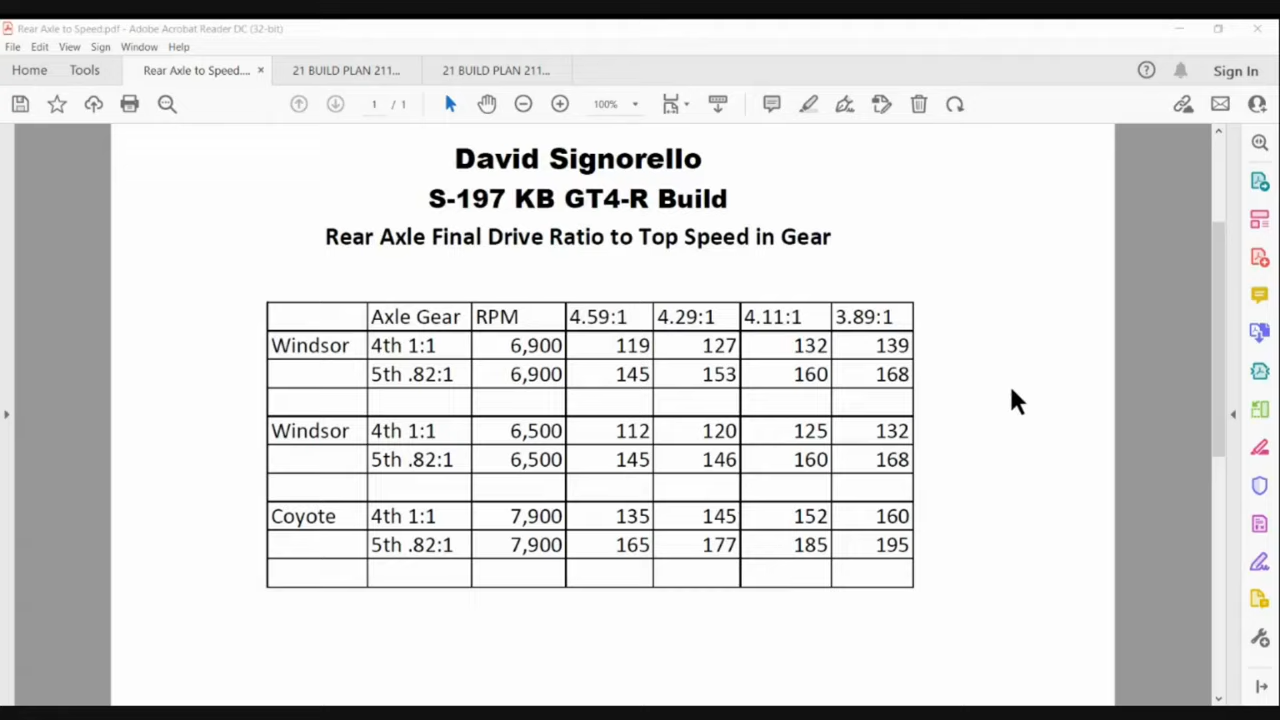 Rear Axle to Speed.pdf - Adobe Acrobat Reader DC (32-bit)
File Edit View Sign Window Help
Home Tools Rear Axle to Speed.... × 21 BUILD PLAN 211... 21 BUILD PLAN 211... Sign In
1 / 1 100%
David Signorello
S-197 KB GT4-R Build
Rear Axle Final Drive Ratio to Top Speed in Gear
Axle Gear RPM 4.59:1 4.29:1 4.11:1 3.89:1
Windsor 4th 1:1 6,900 119 127 132 139
5th .82:1 6,900 145 153 160 168
Windsor 4th 1:1 6,500 112 120 125 132
5th .82:1 6,500 145 146 160 168
Coyote 4th 1:1 7,900 135 145 152 160
5th .82:1 7,900 165 177 185 195